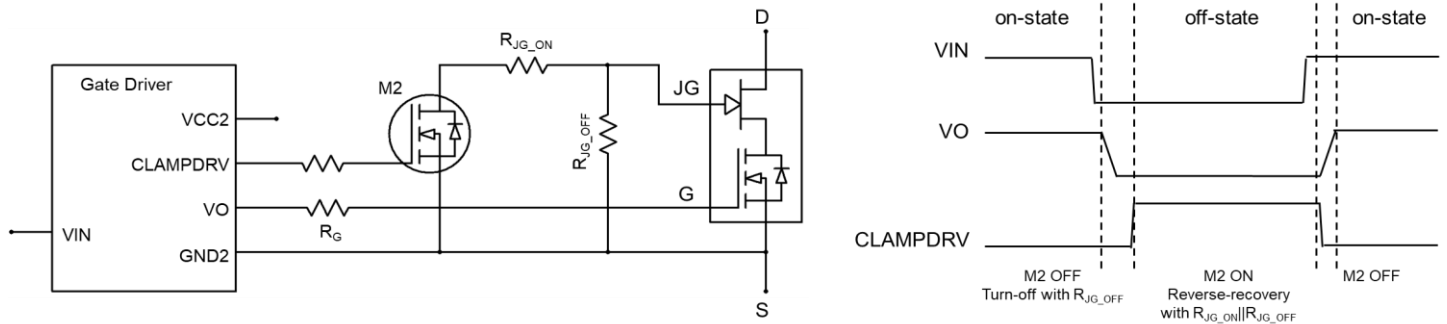 Gate Driver
VCC2
CLAMPDRV
VO
VIN
GND2
R_G
M2
R_JG_ON
R_JG_OFF
JG
G
D
S
on-state
off-state
on-state
VIN
VO
CLAMPDRV
M2 OFF
Turn-off with R_JG_OFF
M2 ON
Reverse-recovery
with R_JG_ON||R_JG_OFF
M2 OFF